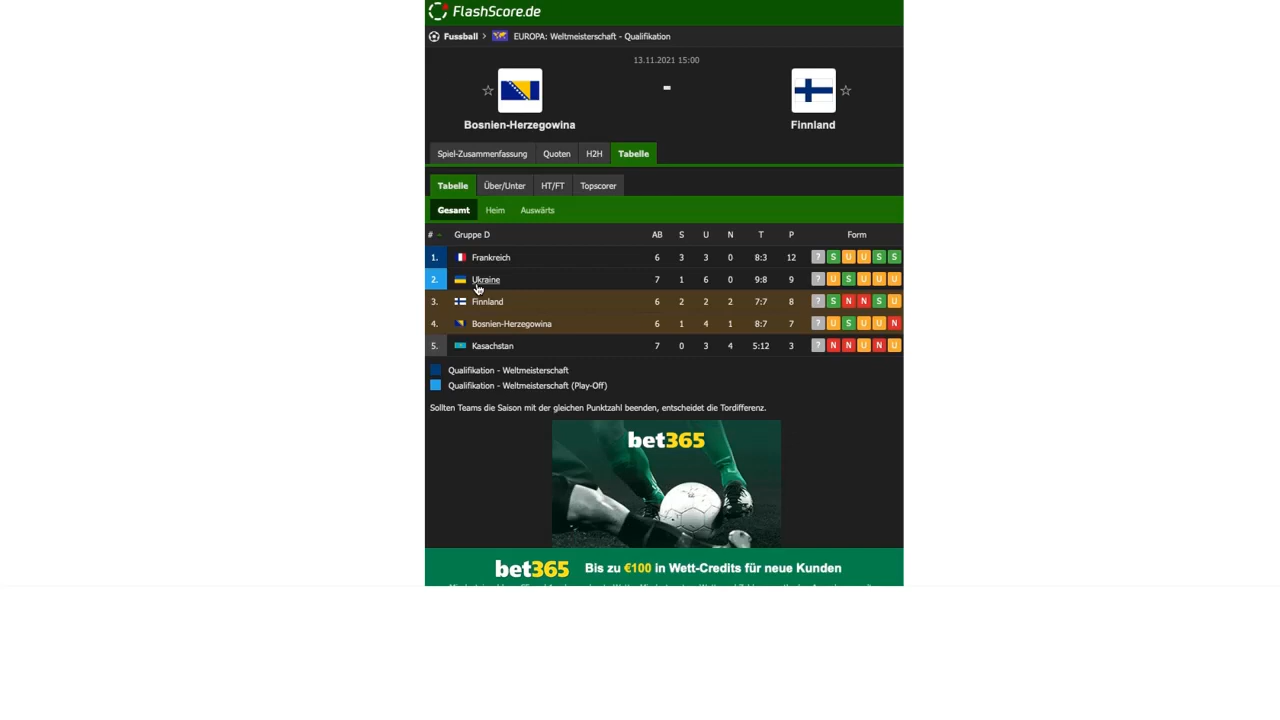 FlashScore.de
Fussball > EUROPA: Weltmeisterschaft - Qualifikation
13.11.2021 15:00
-
Bosnien-Herzegowina Finnland
Spiel-Zusammenfassung Quoten H2H Tabelle
Tabelle Über/Unter HT/FT Topscorer
Gesamt Heim Auswärts
# Gruppe D AB S U N T P Form
1. Frankreich 6 3 3 0 8:3 12 ? S U U S S
2. Ukraine 7 1 6 0 9:8 9 ? U S U U U
3. Finnland 6 2 2 2 7:7 8 ? S N N S U
4. Bosnien-Herzegowina 6 1 4 1 8:7 7 ? U S U U N
5. Kasachstan 7 0 3 4 5:12 3 ? N N U N U
Qualifikation - Weltmeisterschaft
Qualifikation - Weltmeisterschaft (Play-Off)
Sollten Teams die Saison mit der gleichen Punktzahl beenden, entscheidet die Tordifferenz.
bet365
bet365 Bis zu €100 in Wett-Credits für neue Kunden